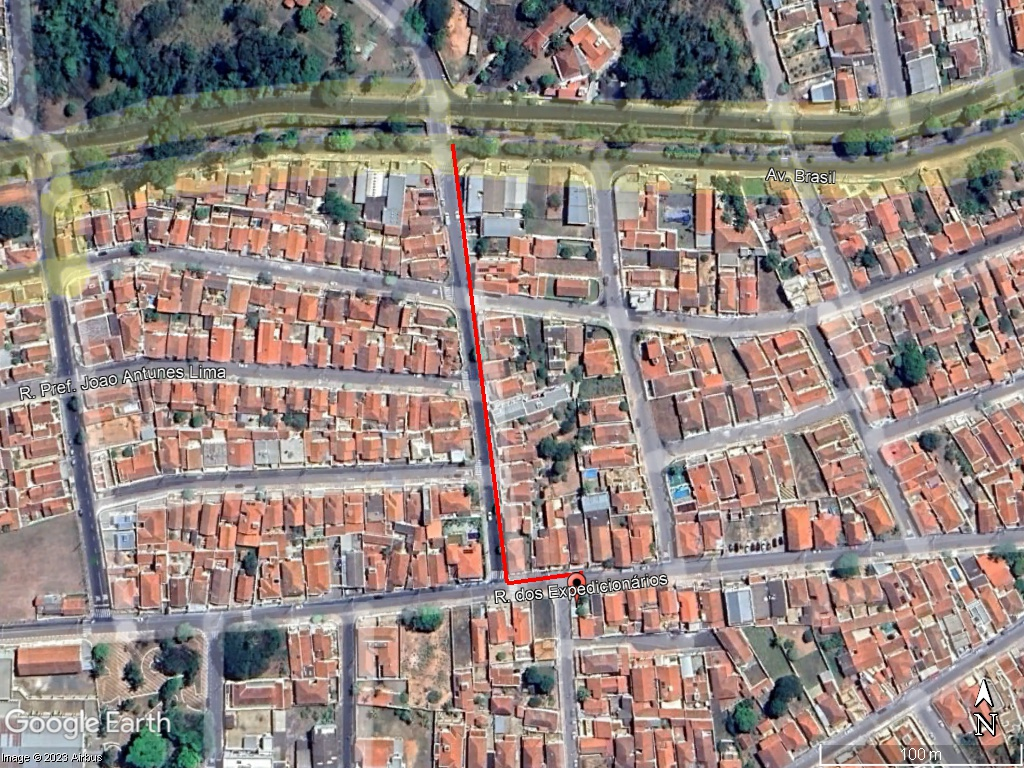 Av. Brasil
R. Pref. Joao Antunes Lima
R. dos Expedicionários
N
Google Earth
100 m
Image © 2023 Airbus